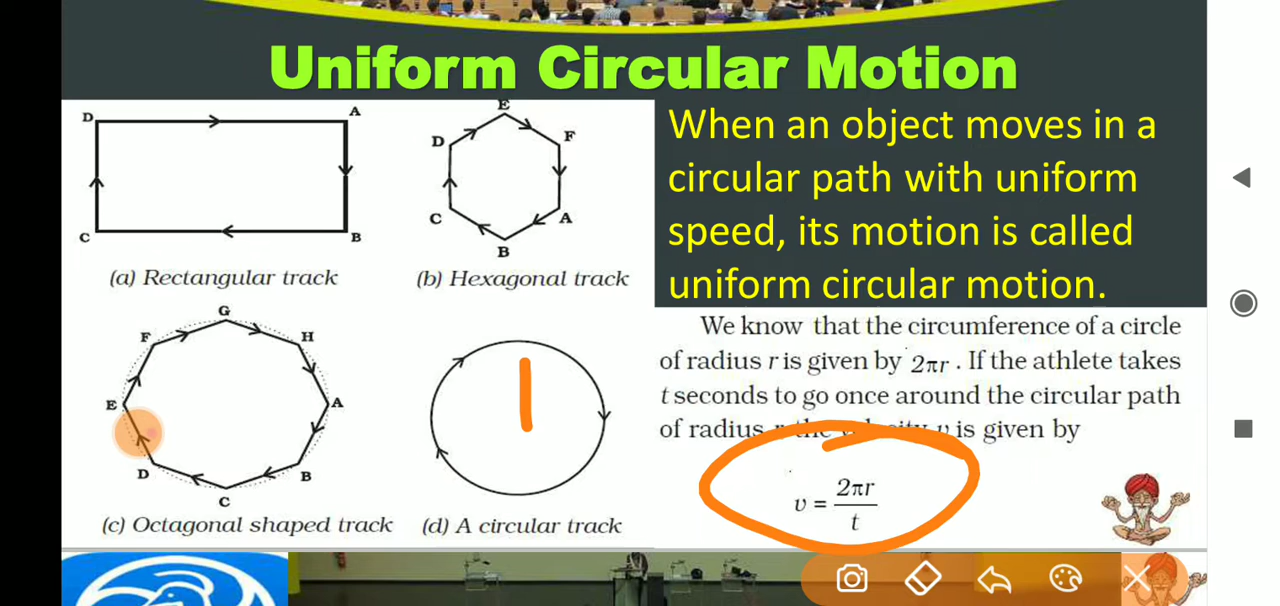 Uniform Circular Motion
D
A
C
B
(a) Rectangular track
E
D
F
C
A
B
(b) Hexagonal track
When an object moves in a
circular path with uniform
speed, its motion is called
uniform circular motion.
G
F
H
E
A
D
B
C
(c) Octagonal shaped track
(d) A circular track
We know that the circumference of a circle
of radius r is given by 2πr . If the athlete takes
t seconds to go once around the circular path
of radius r, the velocity v is given by
v = 2πr
t